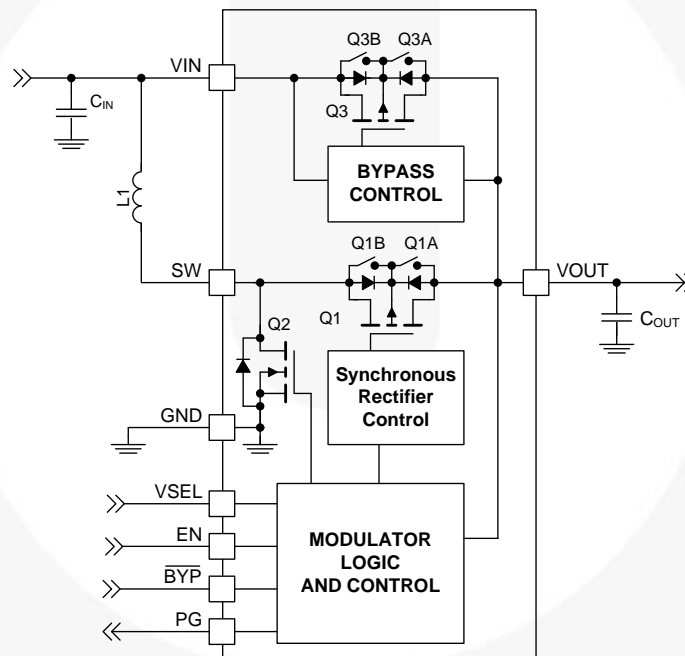 Q3B Q3A
VIN
CIN
Q3
BYPASS
CONTROL
L1
Q1B Q1A
SW
VOUT
Q2
Q1
COUT
Synchronous
Rectifier
Control
GND
VSEL
EN
MODULATOR
LOGIC
AND CONTROL
BYP
PG